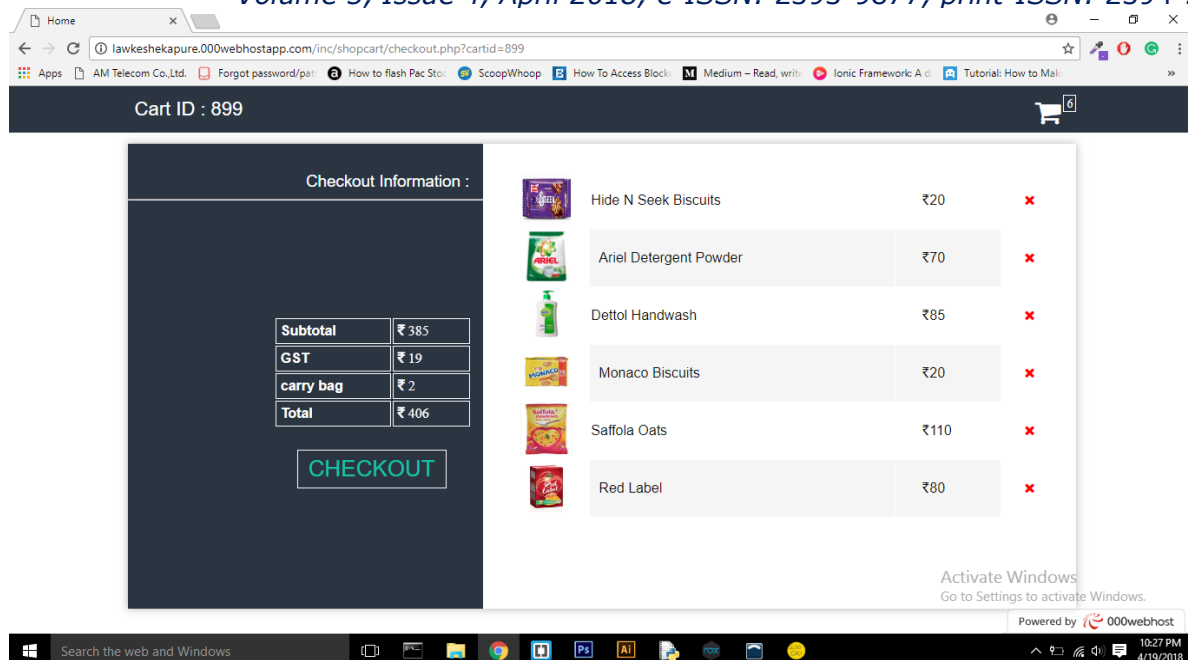 Volume 5, Issue 4, April 2018, e-ISSN: 2393-9877, print-ISSN: 2394-
Home
lawkeshekapure.000webhostapp.com/inc/shopcart/checkout.php?cartid=899
Apps AM Telecom Co.,Ltd. Forgot password/pat How to flash Pac Stoc ScoopWhoop How To Access Block Medium – Read, write Ionic Framework: A d Tutorial: How to Mak »
Cart ID : 899 6
Checkout Information :
Hide N Seek Biscuits ₹20
Ariel Detergent Powder ₹70
Dettol Handwash ₹85
Monaco Biscuits ₹20
Saffola Oats ₹110
Red Label ₹80
Subtotal ₹ 385
GST ₹ 19
carry bag ₹ 2
Total ₹ 406
CHECKOUT
Activate Windows
Go to Settings to activate Windows.
Powered by 000webhost
Search the web and Windows
Ps Ai
10:27 PM
4/19/2018